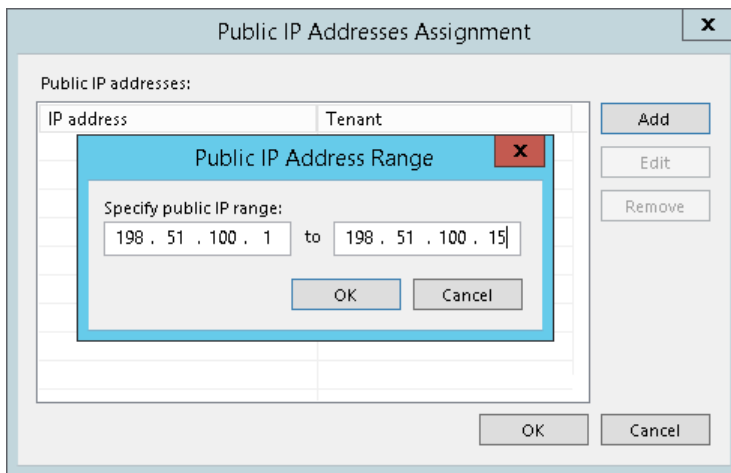 Public IP Addresses Assignment
x
Public IP addresses:
IP address Tenant
Add
Edit
Remove
Public IP Address Range
x
Specify public IP range:
198 . 51 . 100 . 1 to 198 . 51 . 100 . 15
OK Cancel
OK Cancel